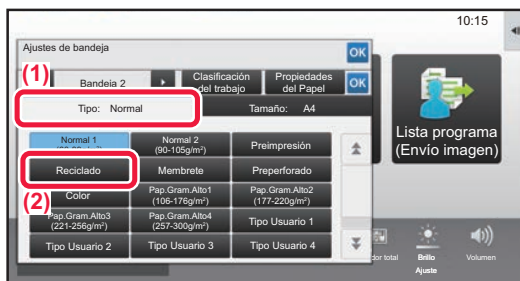 10:15
Ajustes de bandeja
OK
(1)
Bandeja 2
Clasificación
del trabajo
Propiedades
del Papel
OK
Tipo: Normal
Tamaño: A4
Lista programa
(Envío imagen)
Normal 1
Normal 2
(90-105g/m²)
Preimpresión
Reciclado
Membrete
Preperforado
(2)
Color
Pap.Gram.Alto1
(106-176g/m²)
Pap.Gram.Alto2
(177-220g/m²)
Pap.Gram.Alto3
(221-256g/m²)
Pap.Gram.Alto4
(257-300g/m²)
Tipo Usuario 1
Tipo Usuario 2
Tipo Usuario 3
Tipo Usuario 4
total
Brillo
Ajuste
Volumen